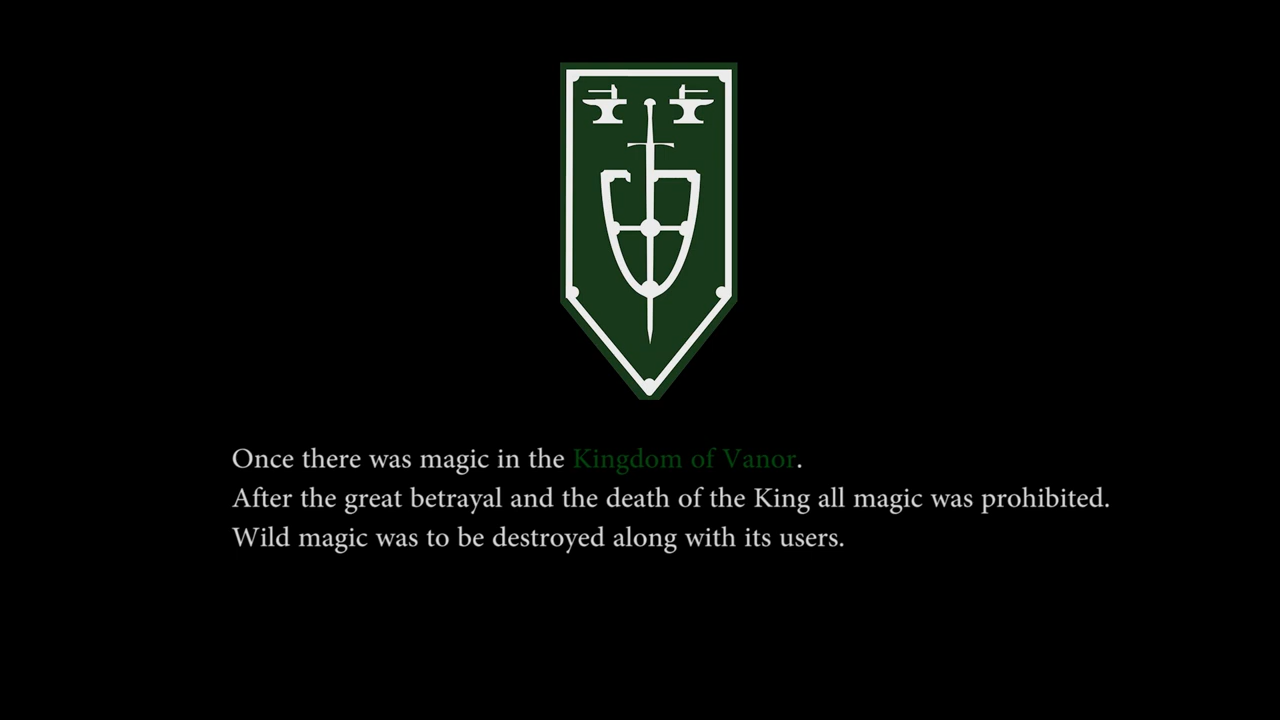 Once there was magic in the Kingdom of Vanor.
After the great betrayal and the death of the King all magic was prohibited.
Wild magic was to be destroyed along with its users.